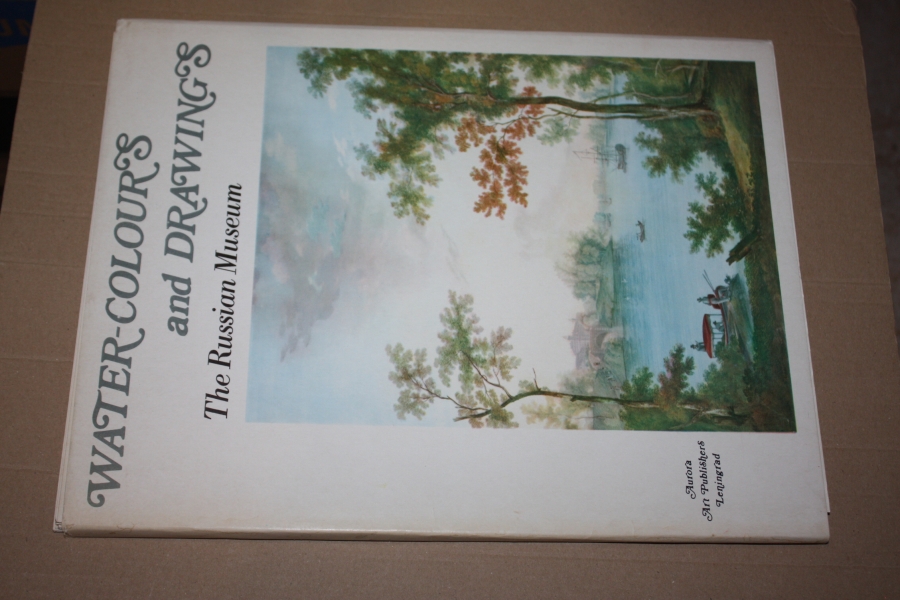 WATER-COLOURS
and DRAWINGS
The Russian Museum
Aurora
Art Publishers
Leningrad